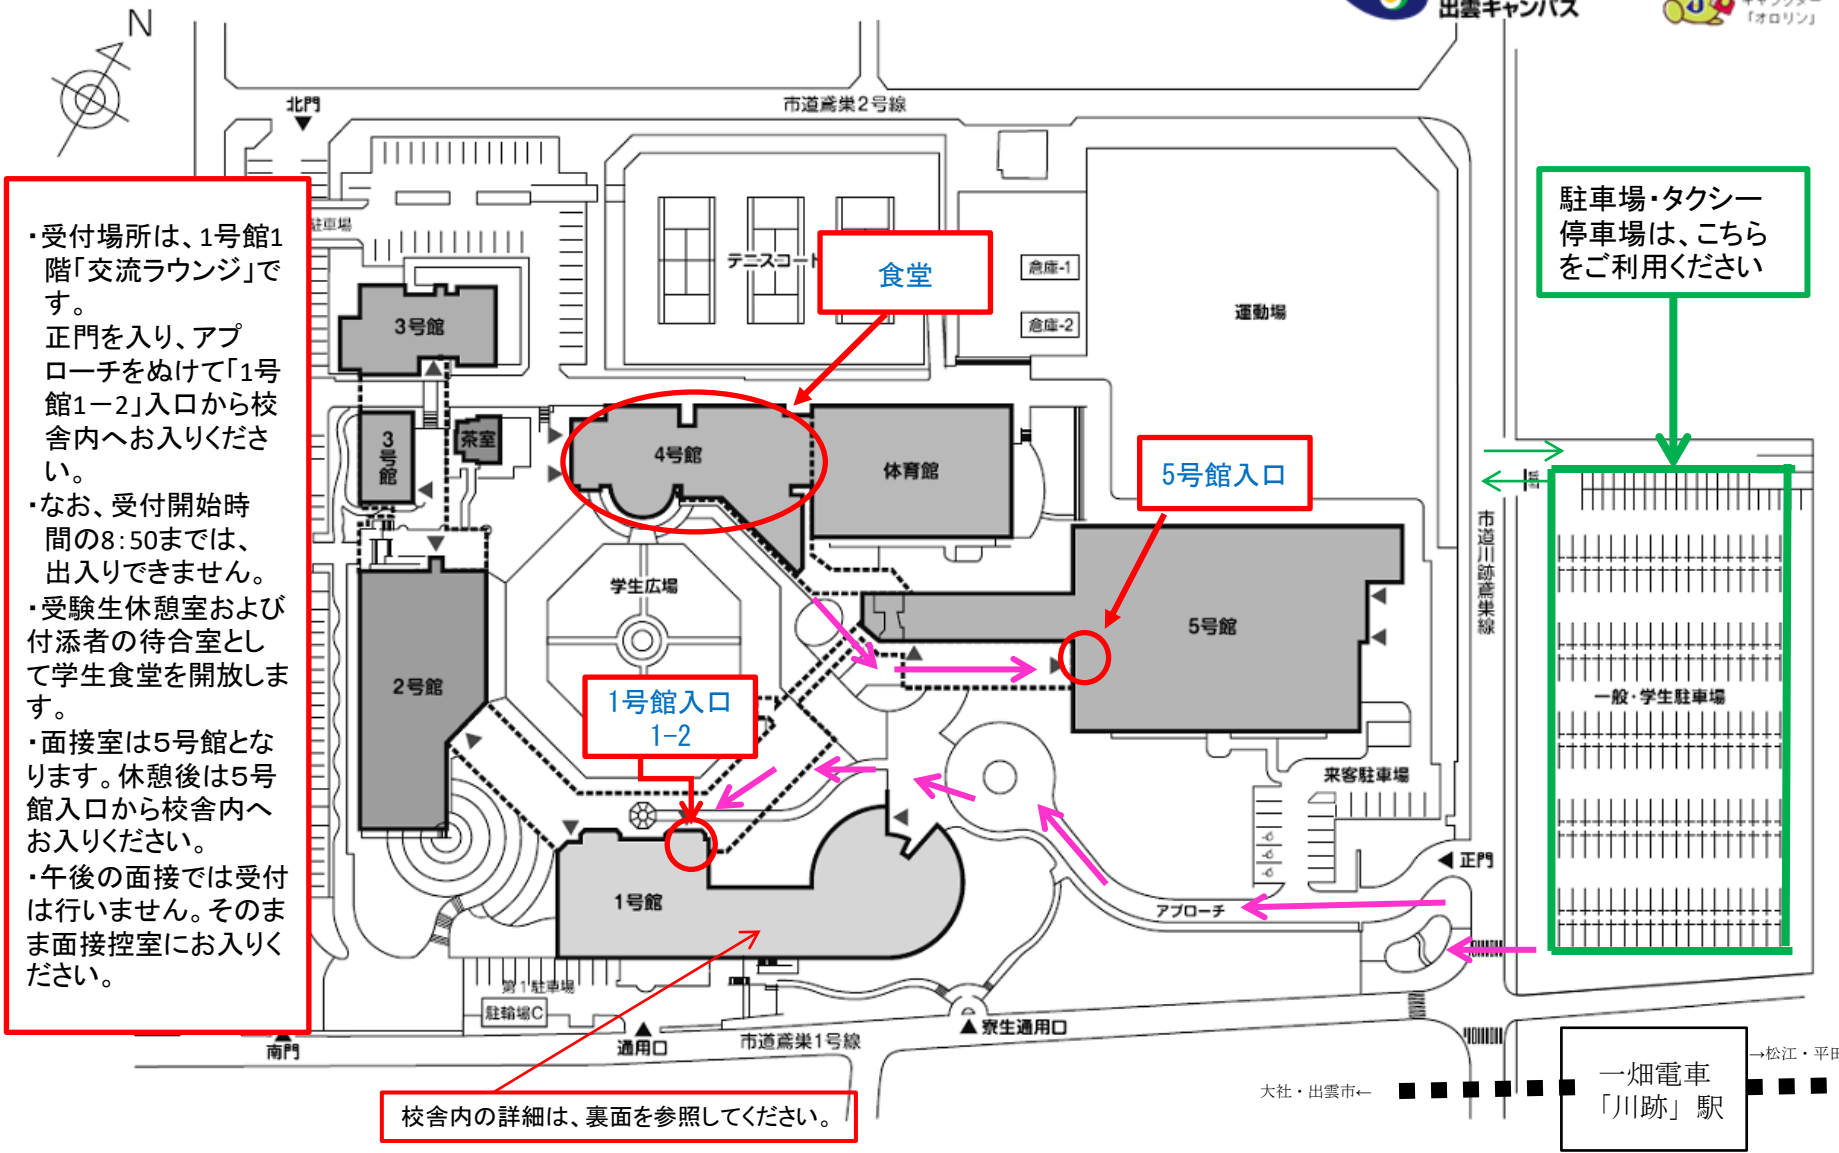 出雲キャンパス
キャラクター
「オロリン」
N
北門
市道鳶巣2号線
・受付場所は、1号館1
階「交流ラウンジ」で
す。
正門を入り、アプ
ローチをぬけて「1号
館1−2」入口から校
舎内へお入りくださ
い。
・なお、受付開始時
間の8:50までは、
出入りできません。
・受験生休憩室および
付添者の待合室とし
て学生食堂を開放しま
す。
・面接室は5号館とな
ります。休憩後は5号
館入口から校舎内へ
お入りください。
・午後の面接では受付
は行いません。そのま
ま面接控室にお入りく
ださい。
駐車場
テニスコート
食堂
倉庫-1
倉庫-2
運動場
駐車場・タクシー
停車場は、こちら
をご利用ください
3号館
3号館
茶室
4号館
体育館
5号館入口
市道川跡鳶巣線
学生広場
5号館
2号館
1号館入口
1-2
一般・学生駐車場
来客駐車場
正門
1号館
アプローチ
第1駐車場
駐輪場C
南門
通用口
市道鳶巣1号線
寮生通用口
校舎内の詳細は、裏面を参照してください。
大社・出雲市←
一畑電車
「川跡」駅
→松江・平田